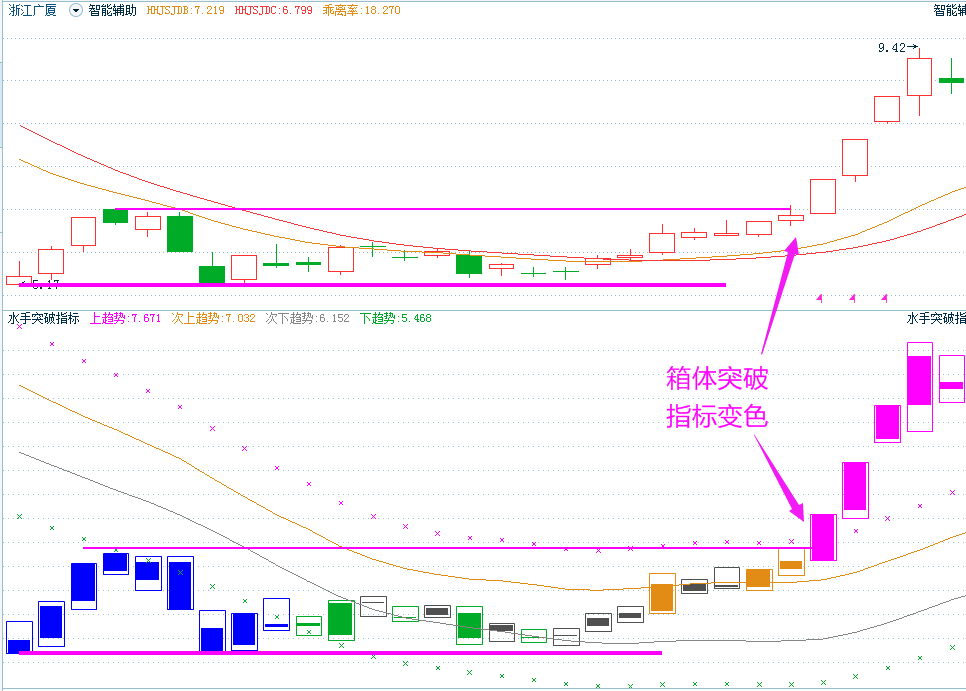 浙江广厦 智能辅助 HHJSJDB:7.219 HHJSJDC:6.799 乖离率:18.270 智能辅
9.42→
5.17
水手突破指标 上趋势:7.671 次上趋势:7.032 次下趋势:6.152 下趋势:5.468 水手突破指
箱体突破
指标变色